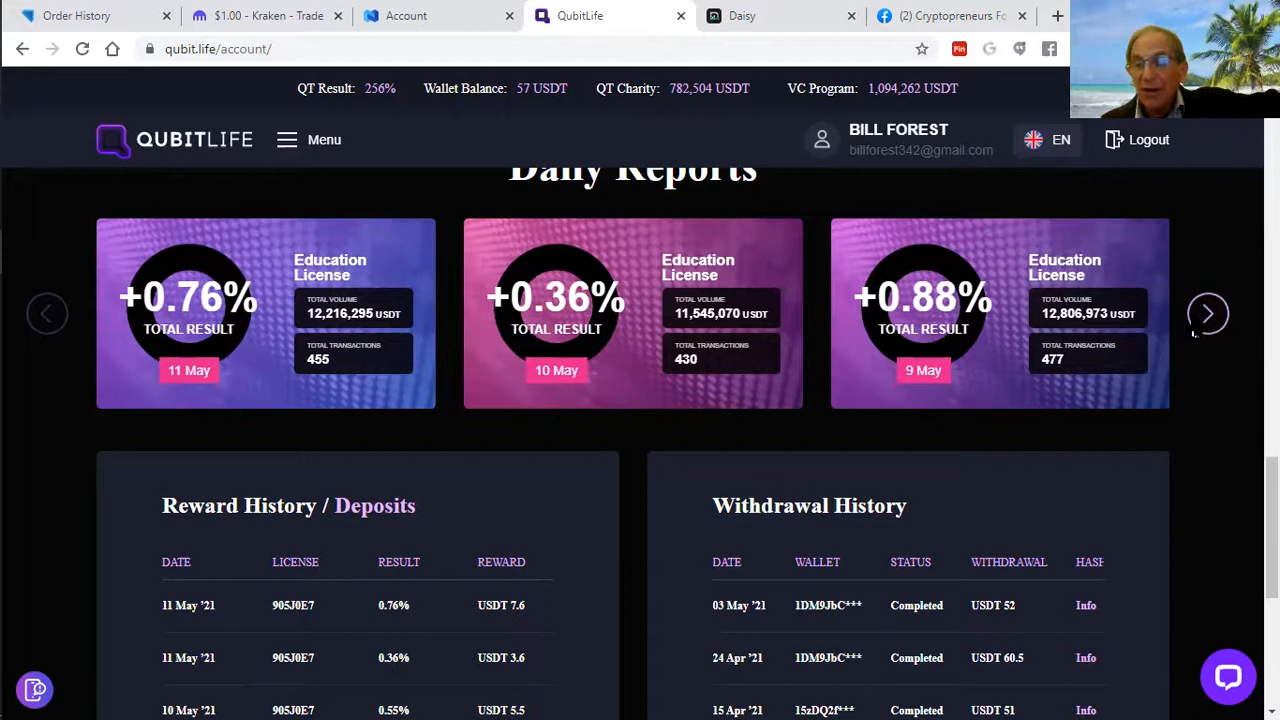 Order History
$1.00 - Kraken - Trade
Account
QubitLife
Daisy
(2) Cryptopreneurs Fo
qubit.life/account/
Pin
QT Result: 256% Wallet Balance: 57 USDT QT Charity: 782,504 USDT VC Program: 1,094,262 USDT
QUBITLIFE
Menu
BILL FOREST
billforest342@gmail.com
EN
Logout
Daily Reports
+0.76%
TOTAL RESULT
11 May
Education
License
TOTAL VOLUME
12,216,295 USDT
TOTAL TRANSACTIONS
455
+0.36%
TOTAL RESULT
10 May
Education
License
TOTAL VOLUME
11,545,070 USDT
TOTAL TRANSACTIONS
430
+0.88%
TOTAL RESULT
9 May
Education
License
TOTAL VOLUME
12,806,973 USDT
TOTAL TRANSACTIONS
477
Reward History / Deposits
DATE LICENSE RESULT REWARD
11 May '21 905J0E7 0.76% USDT 7.6
11 May '21 905J0E7 0.36% USDT 3.6
10 May '21 905J0E7 0.55% USDT 5.5
Withdrawal History
DATE WALLET STATUS WITHDRAWAL HASH
03 May '21 1DM9JbC*** Completed USDT 52 Info
24 Apr '21 1DM9JbC*** Completed USDT 60.5 Info
15 Apr '21 15zDQ2f*** Completed USDT 51 Info